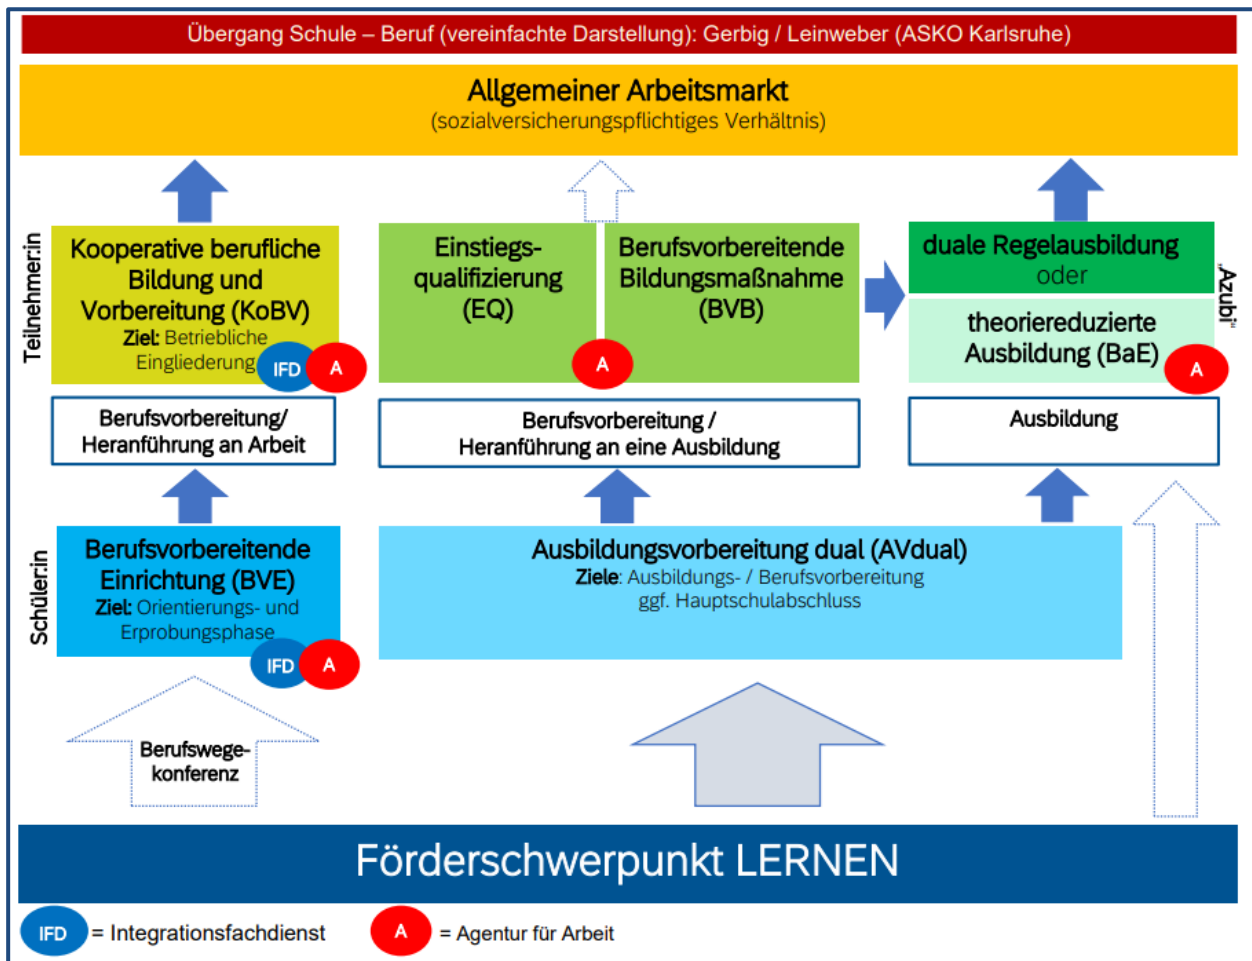 Übergang Schule – Beruf (vereinfachte Darstellung): Gerbig / Leinweber (ASKO Karlsruhe)
Allgemeiner Arbeitsmarkt
(sozialversicherungspflichtiges Verhältnis)
Teilnehmer:in
Kooperative berufliche
Bildung und
Vorbereitung (KoBV)
Ziel: Betriebliche
Eingliederung
IFD
A
Einstiegs-
qualifizierung
(EQ)
Berufsvorbereitende
Bildungsmaßnahme
(BVB)
A
duale Regelausbildung
oder
theoriereduzierte
Ausbildung (BaE)
A
„Azubi“
Berufsvorbereitung/
Heranführung an Arbeit
Berufsvorbereitung /
Heranführung an eine Ausbildung
Ausbildung
Schüler:in
Berufsvorbereitende
Einrichtung (BVE)
Ziel: Orientierungs- und
Erprobungsphase
IFD
A
Ausbildungsvorbereitung dual (AVdual)
Ziele: Ausbildungs- / Berufsvorbereitung
ggf. Hauptschulabschluss
Berufswege-
konferenz
Förderschwerpunkt LERNEN
IFD = Integrationsfachdienst
A = Agentur für Arbeit